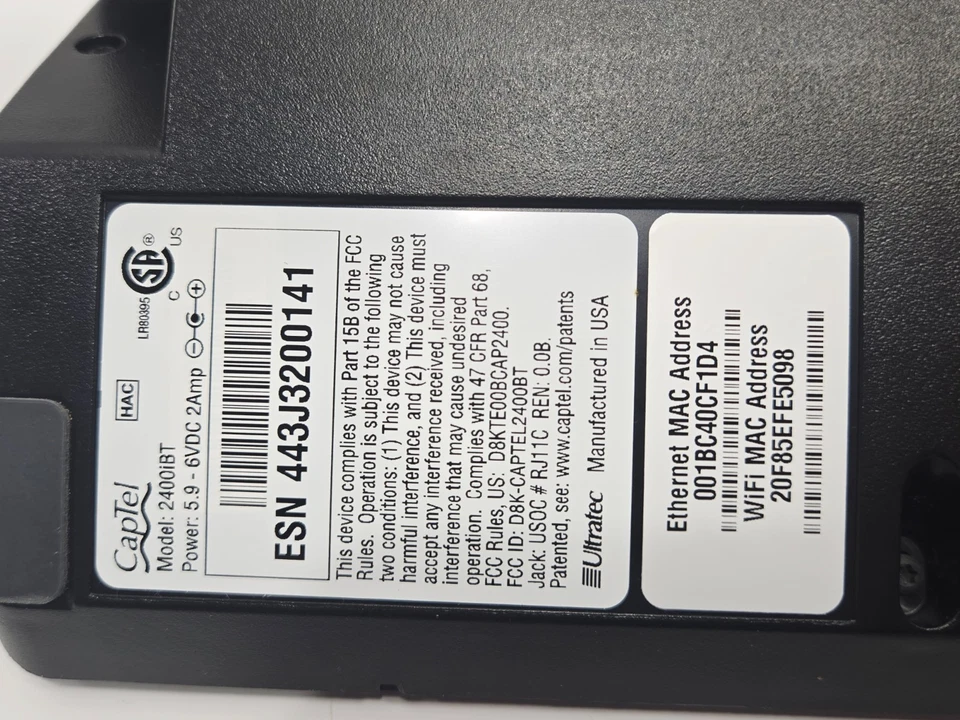 CapTel
HAC
LR80395
SA ®
C US
Model: 2400iBT
Power: 5.9 - 6VDC 2Amp
ESN 443J3200141
This device complies with Part 15B of the FCC
Rules. Operation is subject to the following
two conditions: (1) This device may not cause
harmful interference, and (2) This device must
accept any interference received, including
interference that may cause undesired
operation. Complies with 47 CFR Part 68,
FCC Rules, US: D8KTE00BCAP2400.
FCC ID: D8K-CAPTEL2400BT
Jack: USOC # RJ11C REN: 0.0B.
Patented, see: www.captel.com/patents
Ultratec Manufactured in USA
Ethernet MAC Address
001BC40CF1D4
WiFi MAC Address
20F85EFE5098